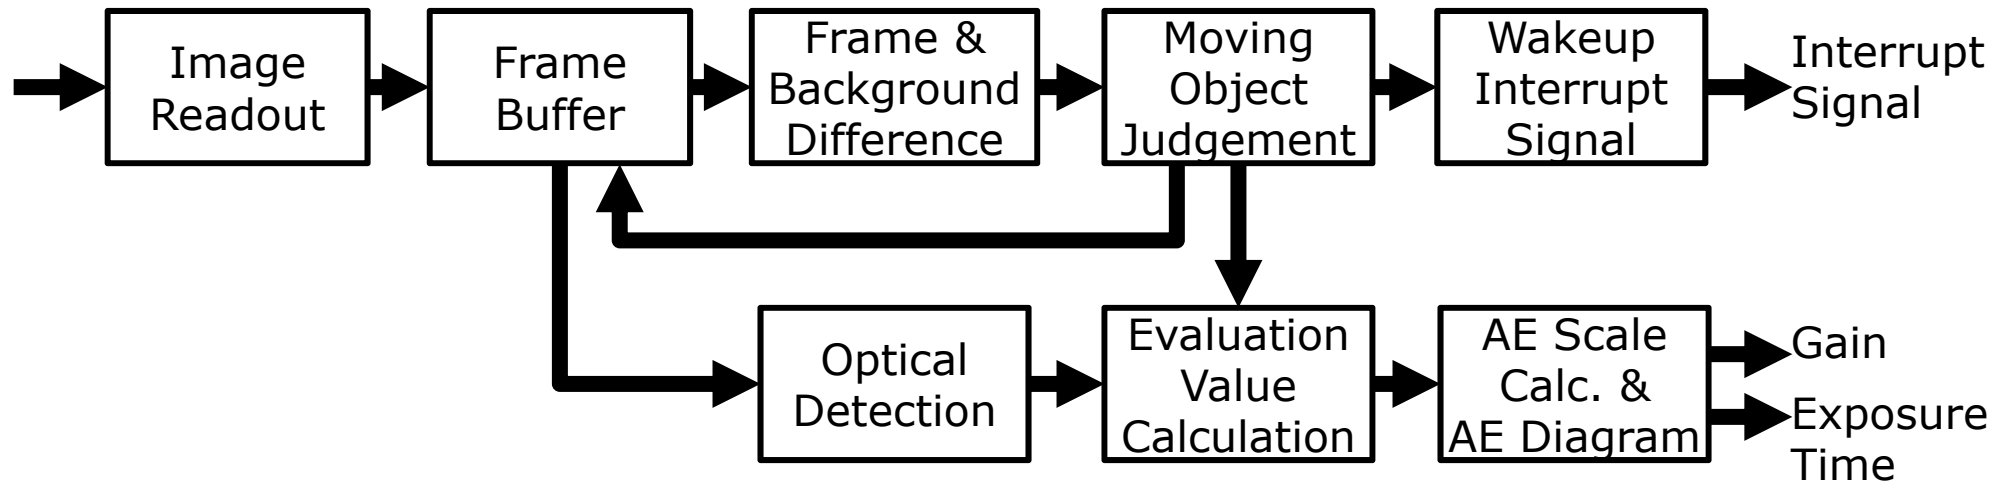 Image
Readout
Frame
Buffer
Frame &
Background
Difference
Moving
Object
Judgement
Wakeup
Interrupt
Signal
Interrupt
Signal
Optical
Detection
Evaluation
Value
Calculation
AE Scale
Calc. &
AE Diagram
Gain
Exposure
Time